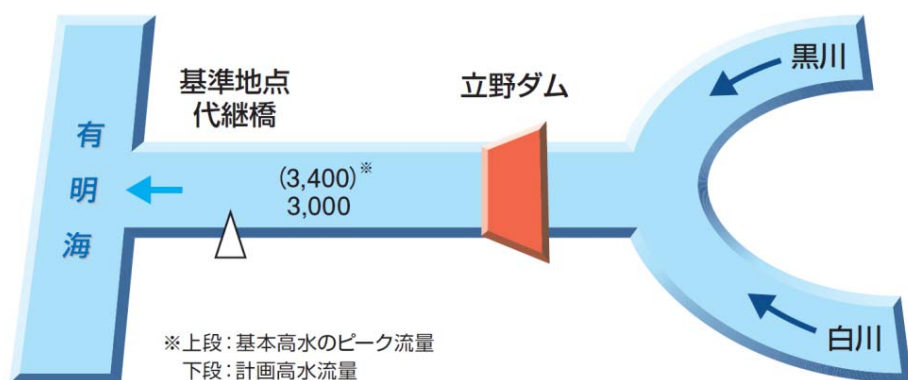 基準地点
代継橋
立野ダム
黒川
有明海
(3,400)※
3,000
白川
※上段:基本高水のピーク流量
下段:計画高水流量